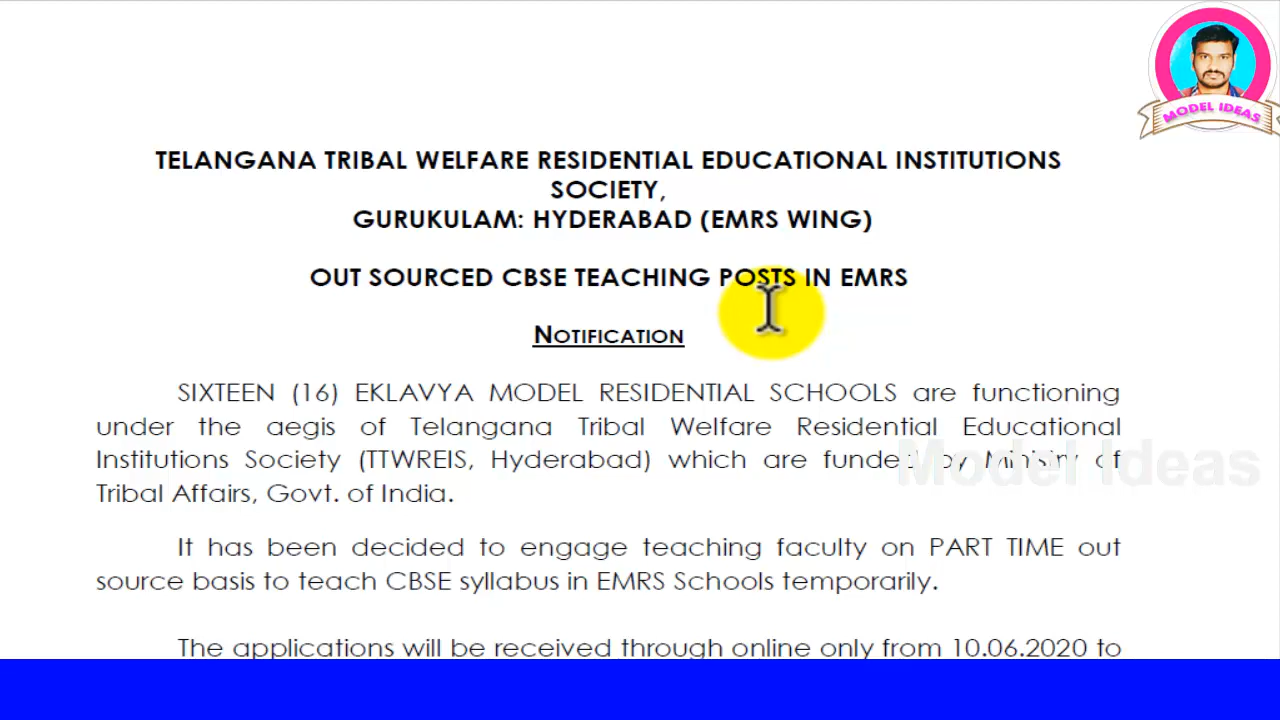 MODEL IDEAS
TELANGANA TRIBAL WELFARE RESIDENTIAL EDUCATIONAL INSTITUTIONS
SOCIETY,
GURUKULAM: HYDERABAD (EMRS WING)
OUT SOURCED CBSE TEACHING POSTS IN EMRS
NOTIFICATION
SIXTEEN (16) EKLAVYA MODEL RESIDENTIAL SCHOOLS are functioning
under the aegis of Telangana Tribal Welfare Residential Educational
Institutions Society (TTWREIS, Hyderabad) which are funded by Ministry of
Model Ideas
Tribal Affairs, Govt. of India.
It has been decided to engage teaching faculty on PART TIME out
source basis to teach CBSE syllabus in EMRS Schools temporarily.
The applications will be received through online only from 10.06.2020 to